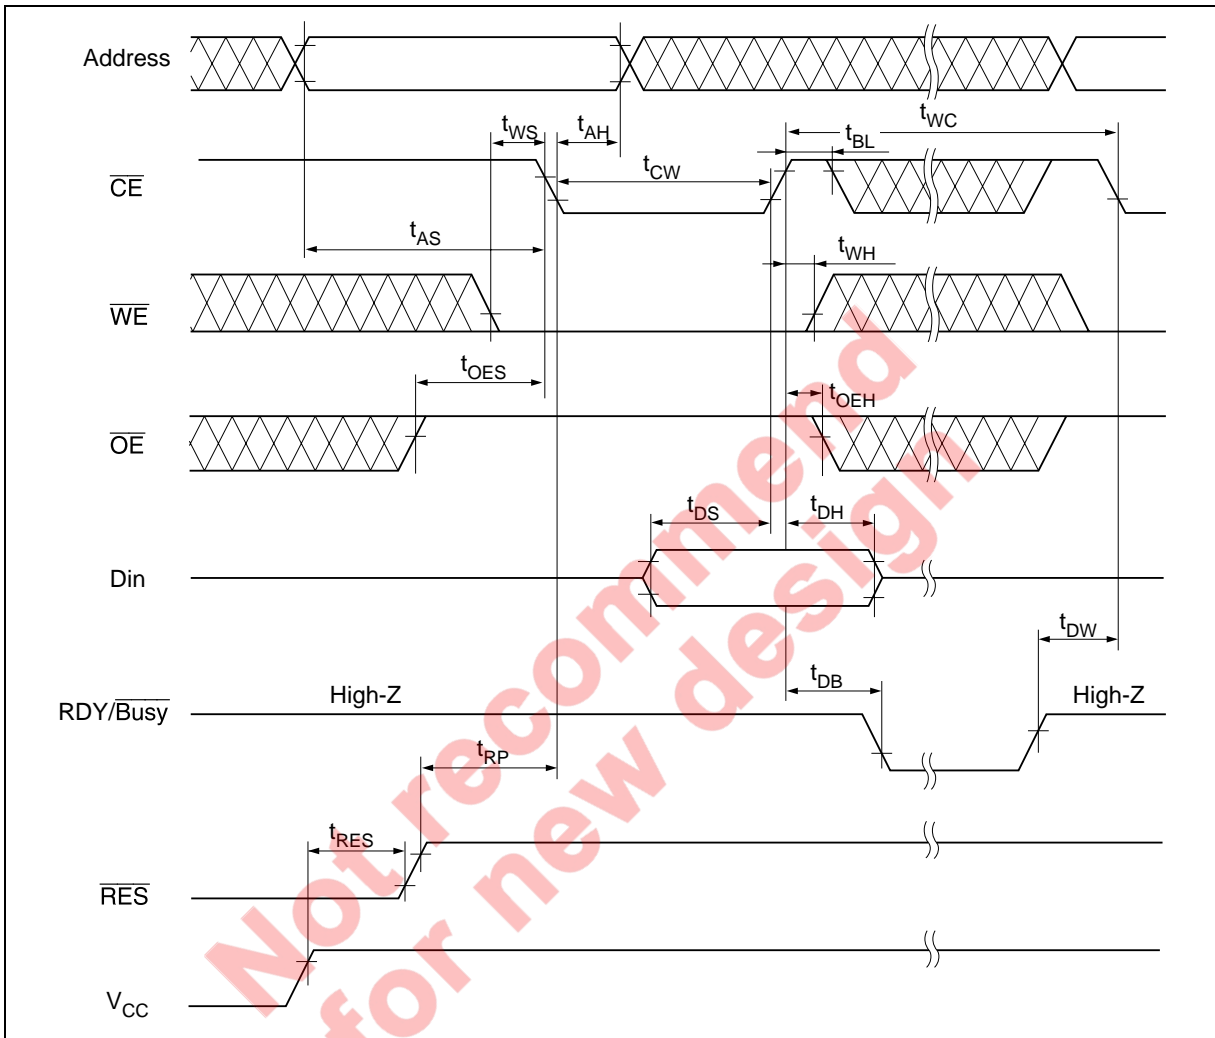 Address
tWS
tAH
tWC
tBL
CE
tCW
tAS
tWH
WE
tOES
tOEH
OE
tDS
tDH
Din
tDW
tDB
RDY/Busy
High-Z
High-Z
tRP
tRES
RES
VCC
Not recommend
for new design